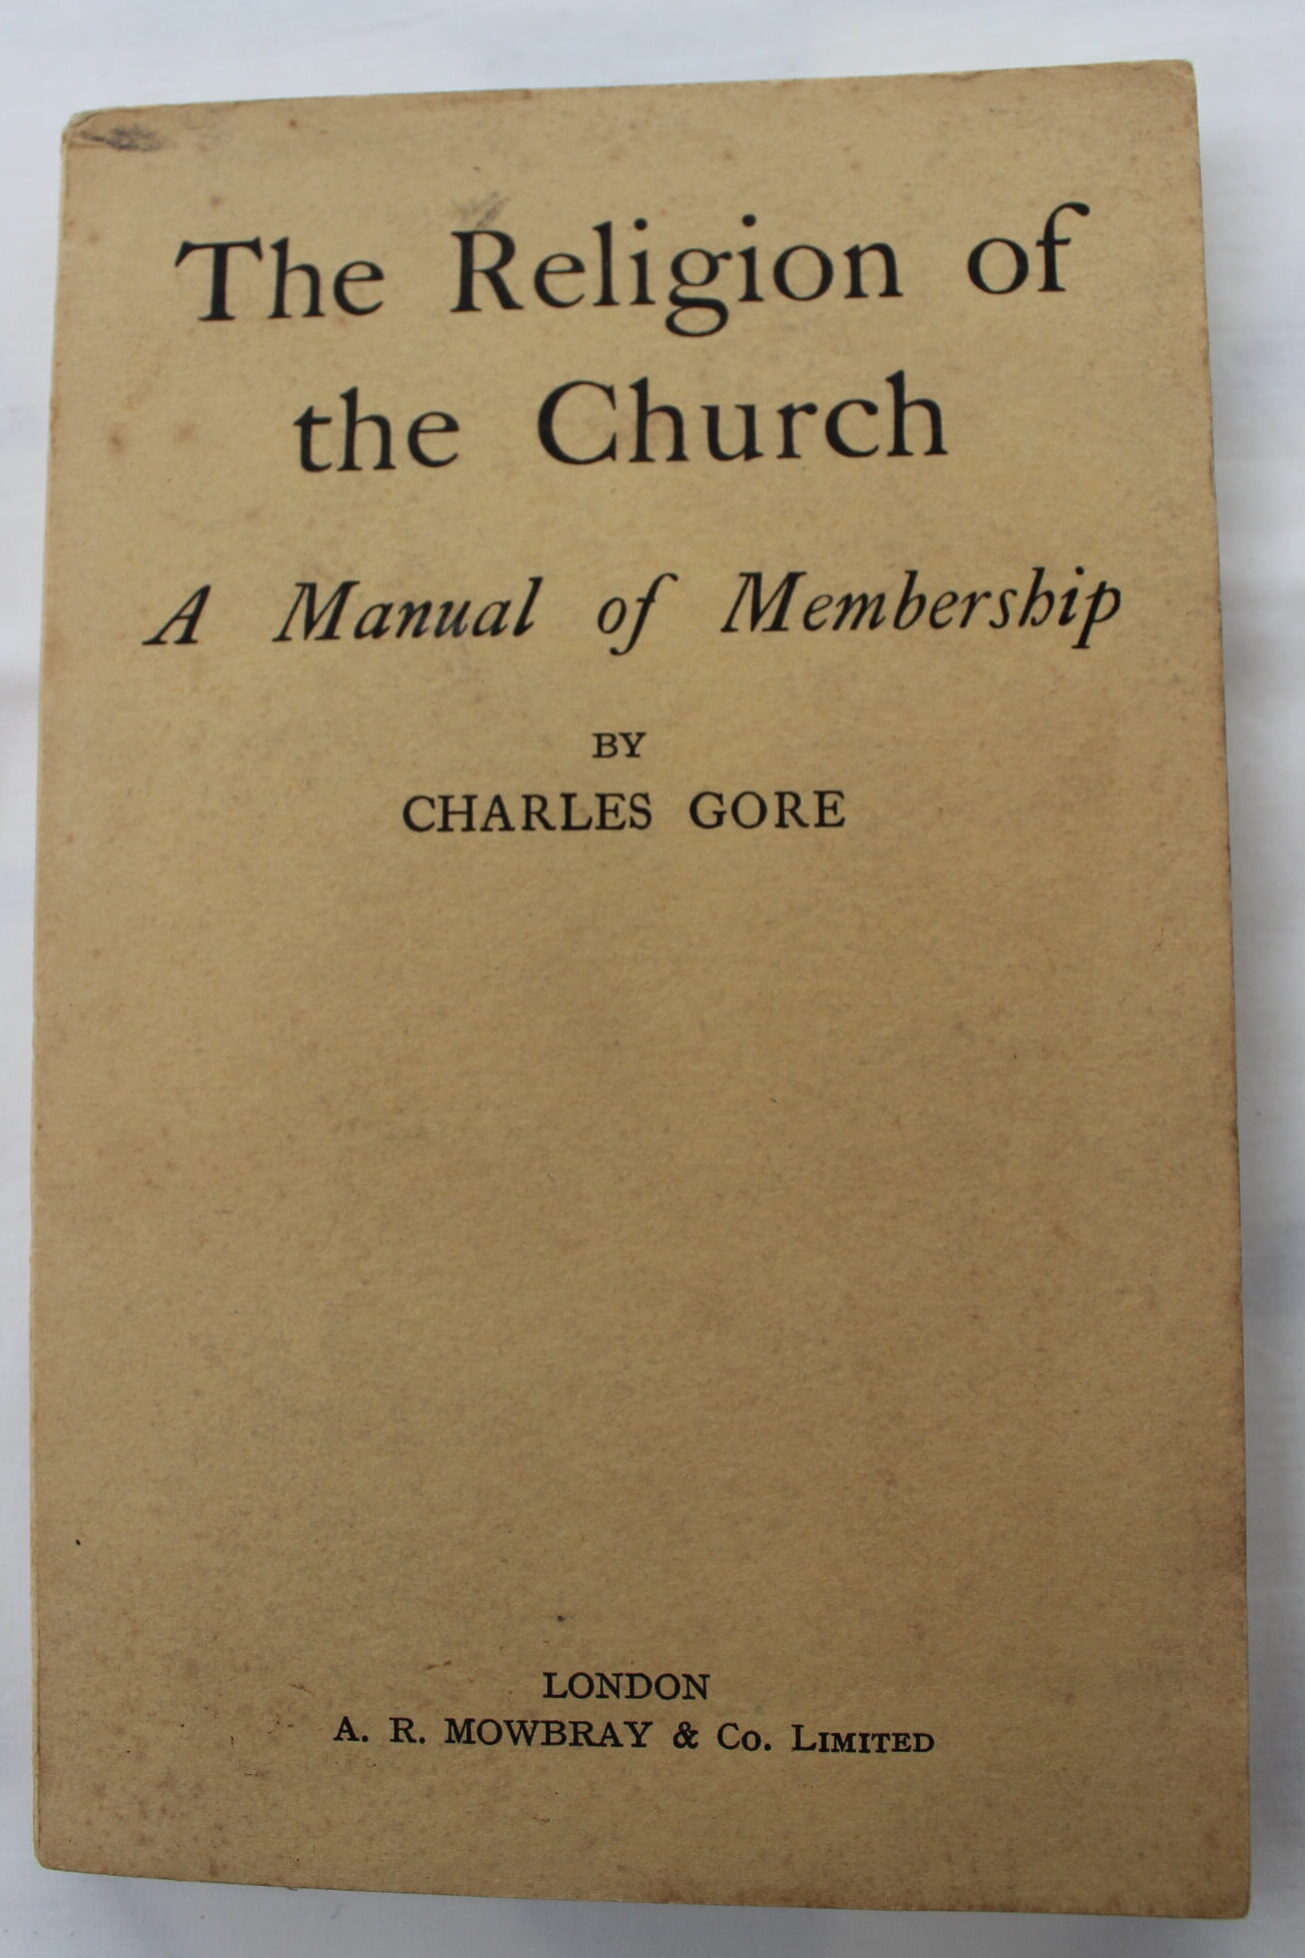 The Religion of
the Church
A Manual of Membership
BY
CHARLES GORE
LONDON
A. R. MOWBRAY & Co. LIMITED